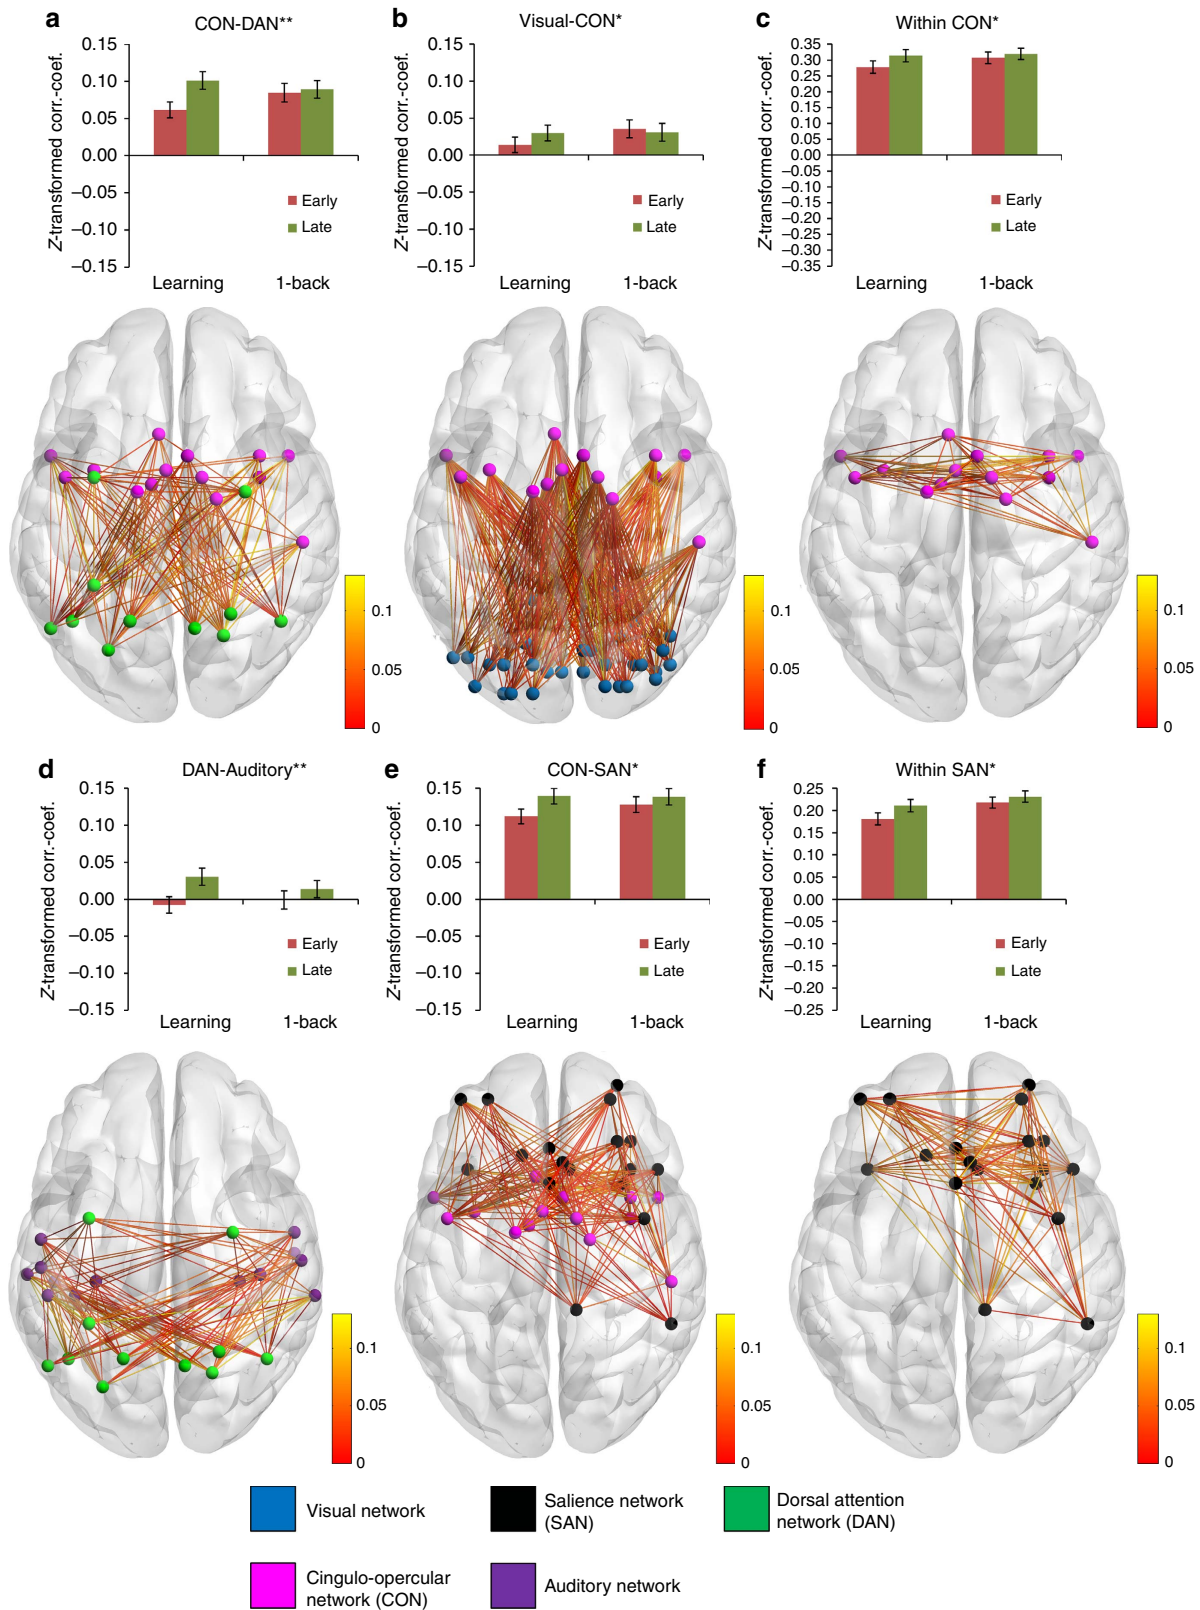 a
CON-DAN**
Z-transformed corr.-coef.
0.15
0.10
0.05
0.00
–0.05
–0.10
–0.15
Early
Late
Learning
1-back
0.1
0.05
0
b
Visual-CON*
0.15
0.10
0.05
0.00
–0.05
–0.10
–0.15
Early
Late
Learning
1-back
0.1
0.05
0
c
Within CON*
Z-transformed corr.-coef.
0.35
0.30
0.25
0.20
0.15
0.10
0.05
0.00
–0.05
–0.10
–0.15
–0.20
–0.25
–0.30
–0.35
Early
Late
Learning
1-back
0.1
0.05
0
d
DAN-Auditory**
Z-transformed corr.-coef.
0.15
0.10
0.05
0.00
–0.05
–0.10
–0.15
Early
Late
Learning
1-back
0.1
0.05
0
e
CON-SAN*
0.15
0.10
0.05
0.00
–0.05
–0.10
–0.15
Early
Late
Learning
1-back
0.1
0.05
0
f
Within SAN*
Z-transformed corr.-coef.
0.25
0.20
0.15
0.10
0.05
0.00
–0.05
–0.10
–0.15
–0.20
–0.25
Early
Late
Learning
1-back
0.1
0.05
0
Visual network
Salience network
(SAN)
Dorsal attention
network (DAN)
Cingulo-opercular
network (CON)
Auditory network